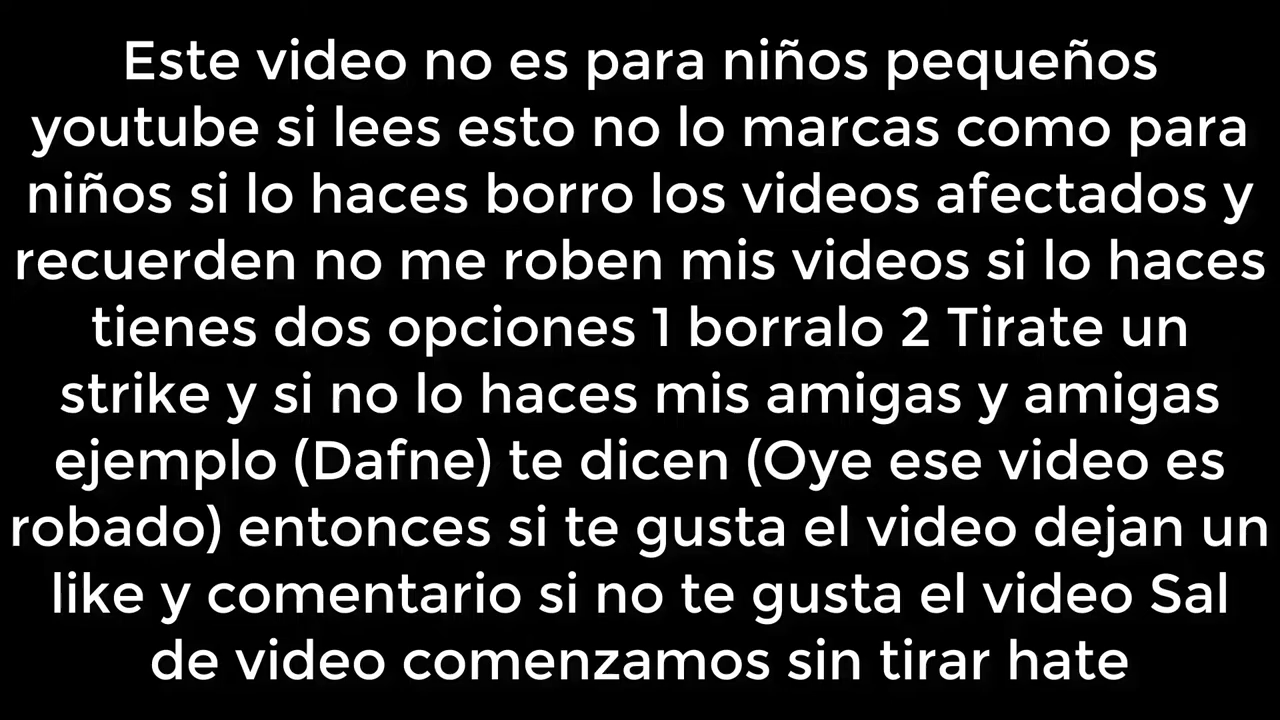 Este video no es para niños pequeños
youtube si lees esto no lo marcas como para
niños si lo haces borro los videos afectados y
recuerden no me roben mis videos si lo haces
tienes dos opciones 1 borralo 2 Tirate un
strike y si no lo haces mis amigas y amigas
ejemplo (Dafne) te dicen (Oye ese video es
robado) entonces si te gusta el video dejan un
like y comentario si no te gusta el video Sal
de video comenzamos sin tirar hate